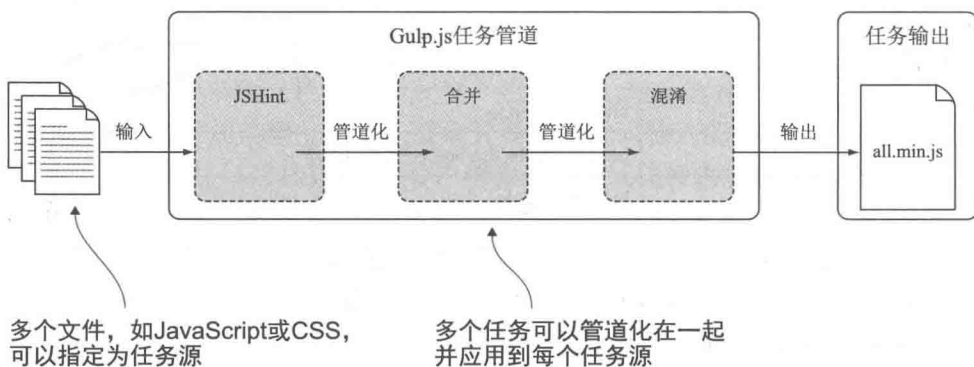 Gulp.js任务管道
任务输出
JSHint
合并
混淆
输入
管道化
管道化
输出
all.min.js
多个文件，如JavaScript或CSS，
可以指定为任务源
多个任务可以管道化在一起
并应用到每个任务源